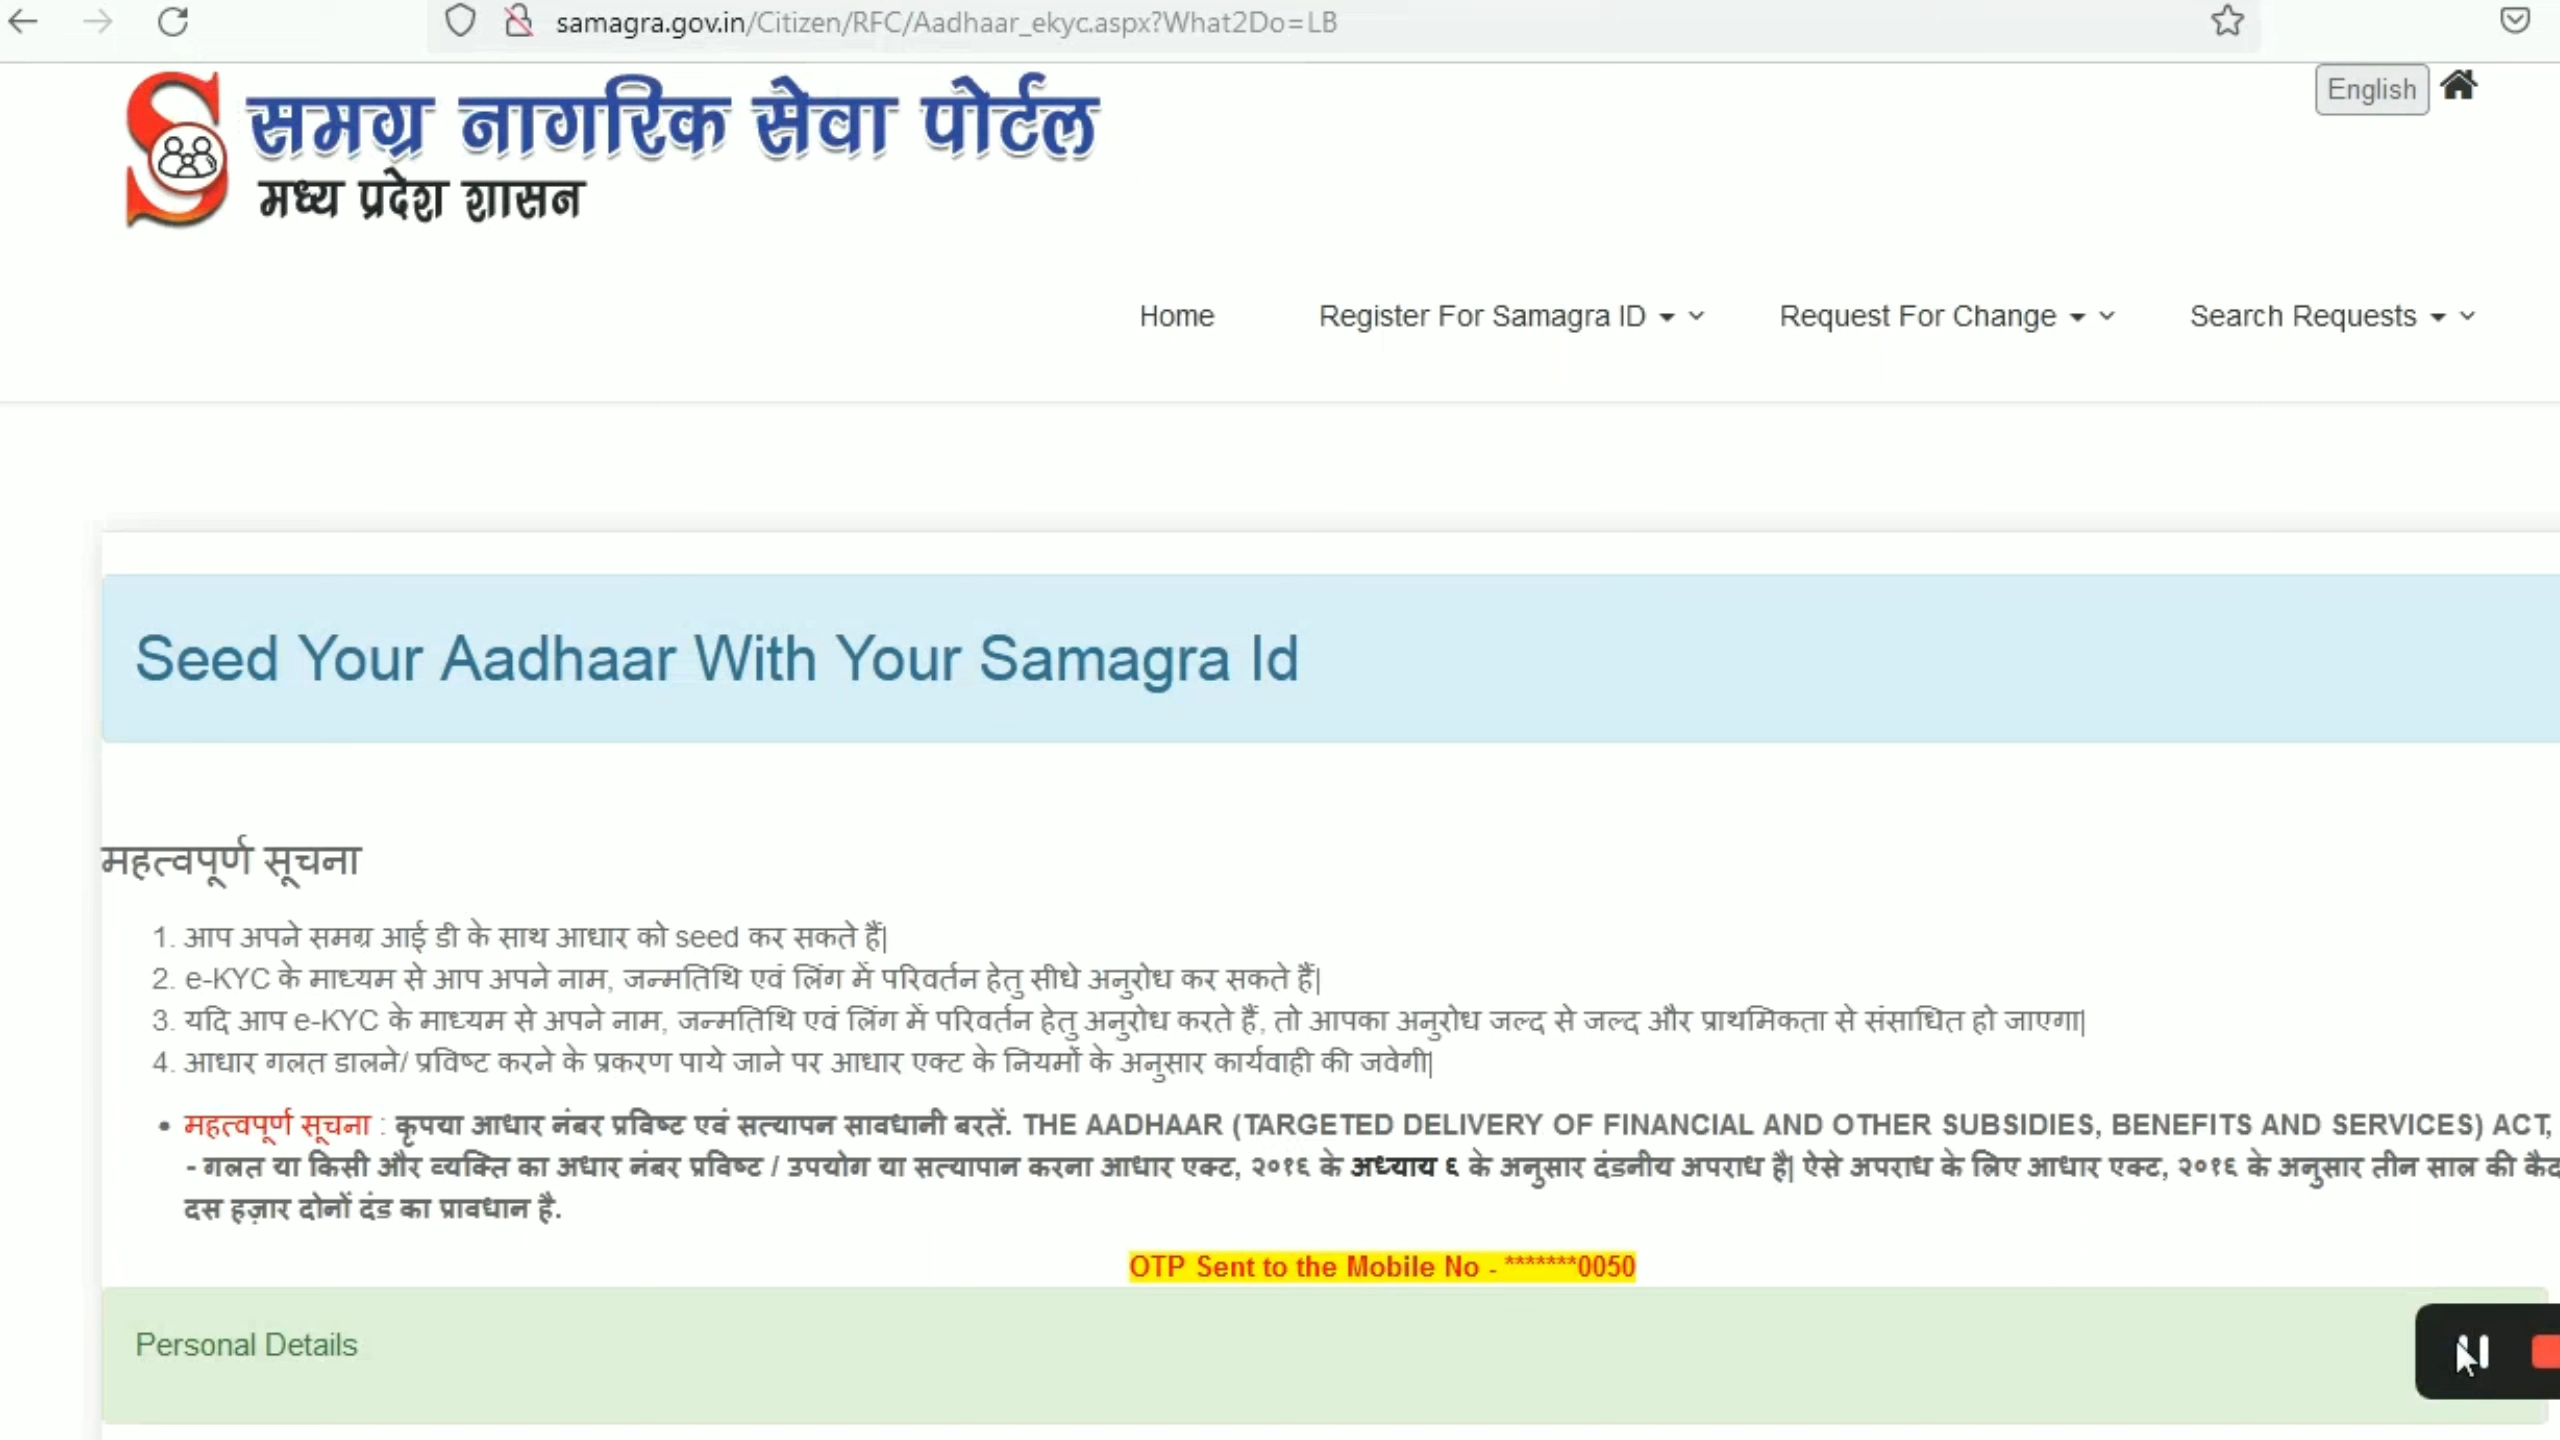 samagra.gov.in/Citizen/RFC/Aadhaar_ekyc.aspx?What2Do=LB
समग्र नागरिक सेवा पोर्टल
मध्य प्रदेश शासन
English
Home Register For Samagra ID Request For Change Search Requests
Seed Your Aadhaar With Your Samagra Id
महत्वपूर्ण सूचना
1. आप अपने समग्र आई डी के साथ आधार को seed कर सकते हैं|
2. e-KYC के माध्यम से आप अपने नाम, जन्मतिथि एवं लिंग में परिवर्तन हेतु सीधे अनुरोध कर सकते हैं|
3. यदि आप e-KYC के माध्यम से अपने नाम, जन्मतिथि एवं लिंग में परिवर्तन हेतु अनुरोध करते हैं, तो आपका अनुरोध जल्द से जल्द और प्राथमिकता से संसाधित हो जाएगा|
4. आधार गलत डालने/ प्रविष्ट करने के प्रकरण पाये जाने पर आधार एक्ट के नियमों के अनुसार कार्यवाही की जवेगी|
• महत्वपूर्ण सूचना : कृपया आधार नंबर प्रविष्ट एवं सत्यापन सावधानी बरतें. THE AADHAAR (TARGETED DELIVERY OF FINANCIAL AND OTHER SUBSIDIES, BENEFITS AND SERVICES) ACT,
- गलत या किसी और व्यक्ति का अधार नंबर प्रविष्ट / उपयोग या सत्यापान करना आधार एक्ट, २०१६ के अध्याय ६ के अनुसार दंडनीय अपराध है| ऐसे अपराध के लिए आधार एक्ट, २०१६ के अनुसार तीन साल की कैद
दस हज़ार दोनों दंड का प्रावधान है.
OTP Sent to the Mobile No - *******0050
Personal Details